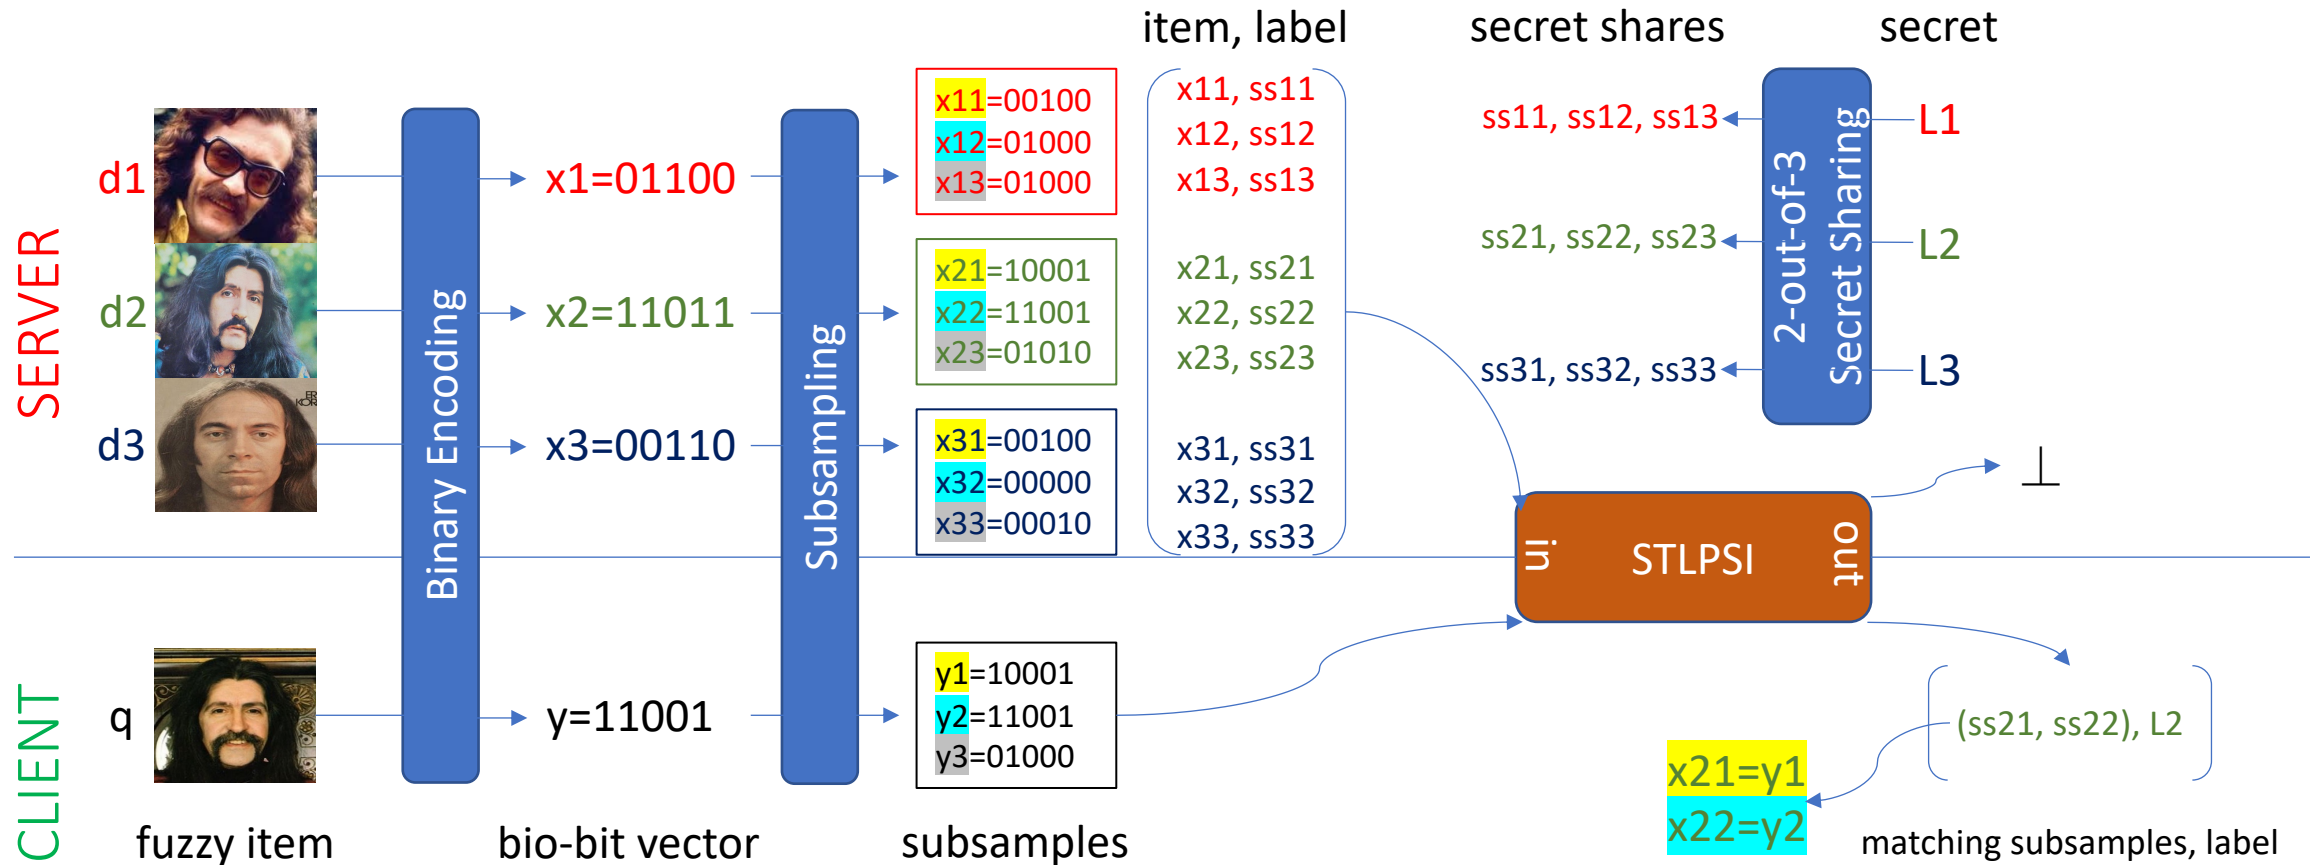 item, label
secret shares
secret
SERVER
d1
d2
d3
Binary Encoding
x1=01100
x2=11011
x3=00110
Subsampling
x11=00100
x12=01000
x13=01000
x21=10001
x22=11001
x23=01010
x31=00100
x32=00000
x33=00010
x11, ss11
x12, ss12
x13, ss13
x21, ss21
x22, ss22
x23, ss23
x31, ss31
x32, ss32
x33, ss33
ss11, ss12, ss13
ss21, ss22, ss23
ss31, ss32, ss33
2-out-of-3
Secret Sharing
L1
L2
L3
⊥
in
STLPSI
out
CLIENT
q
y=11001
y1=10001
y2=11001
y3=01000
(ss21, ss22), L2
x21=y1
x22=y2
fuzzy item
bio-bit vector
subsamples
matching subsamples, label